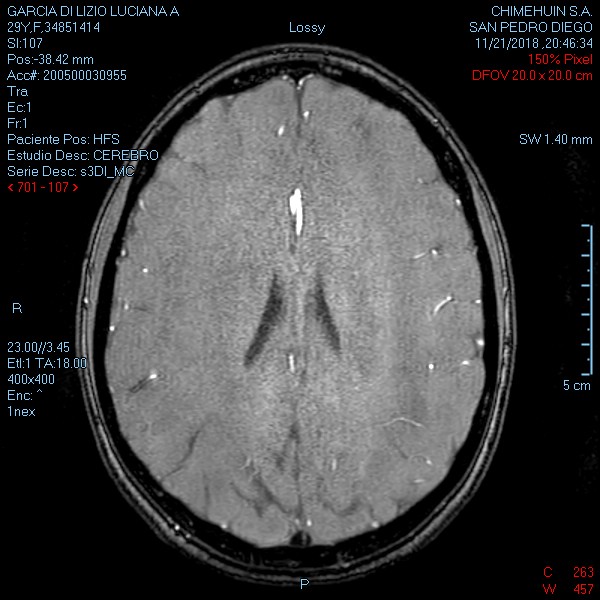 GARCIA DI LIZIO LUCIANA A
29Y,F,34851414
SI:107
Pos:-38.42 mm
Acc#: 200500030955
Tra
Ec:1
Fr:1
Paciente Pos: HFS
Estudio Desc: CEREBRO
Serie Desc: s3DI_MC
< 701 - 107 >
Lossy
CHIMEHUIN S.A.
SAN PEDRO DIEGO
11/21/2018 ,20:46:34
150% Pixel
DFOV 20.0 x 20.0 cm
SW 1.40 mm
R
23.00//3.45
Etl:1 TA:18.00
400x400
Enc: ^
1nex
5 cm
P
C 263
W 457